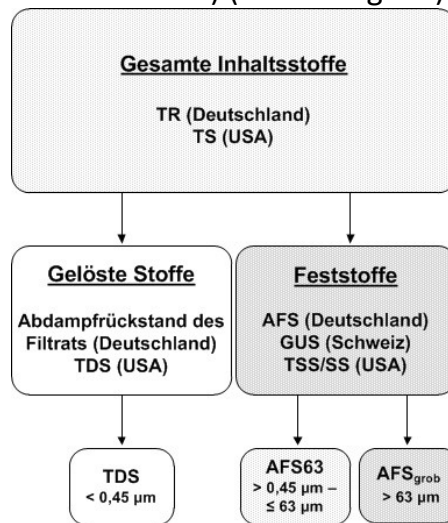 Gesamte Inhaltsstoffe
TR (Deutschland)
TS (USA)
Gelöste Stoffe
Abdampfrückstand des
Filtrats (Deutschland)
TDS (USA)
Feststoffe
AFS (Deutschland)
GUS (Schweiz)
TSS/SS (USA)
TDS
< 0,45 µm
AFS63
> 0,45 µm –
≤ 63 µm
AFSgrob
> 63 µm